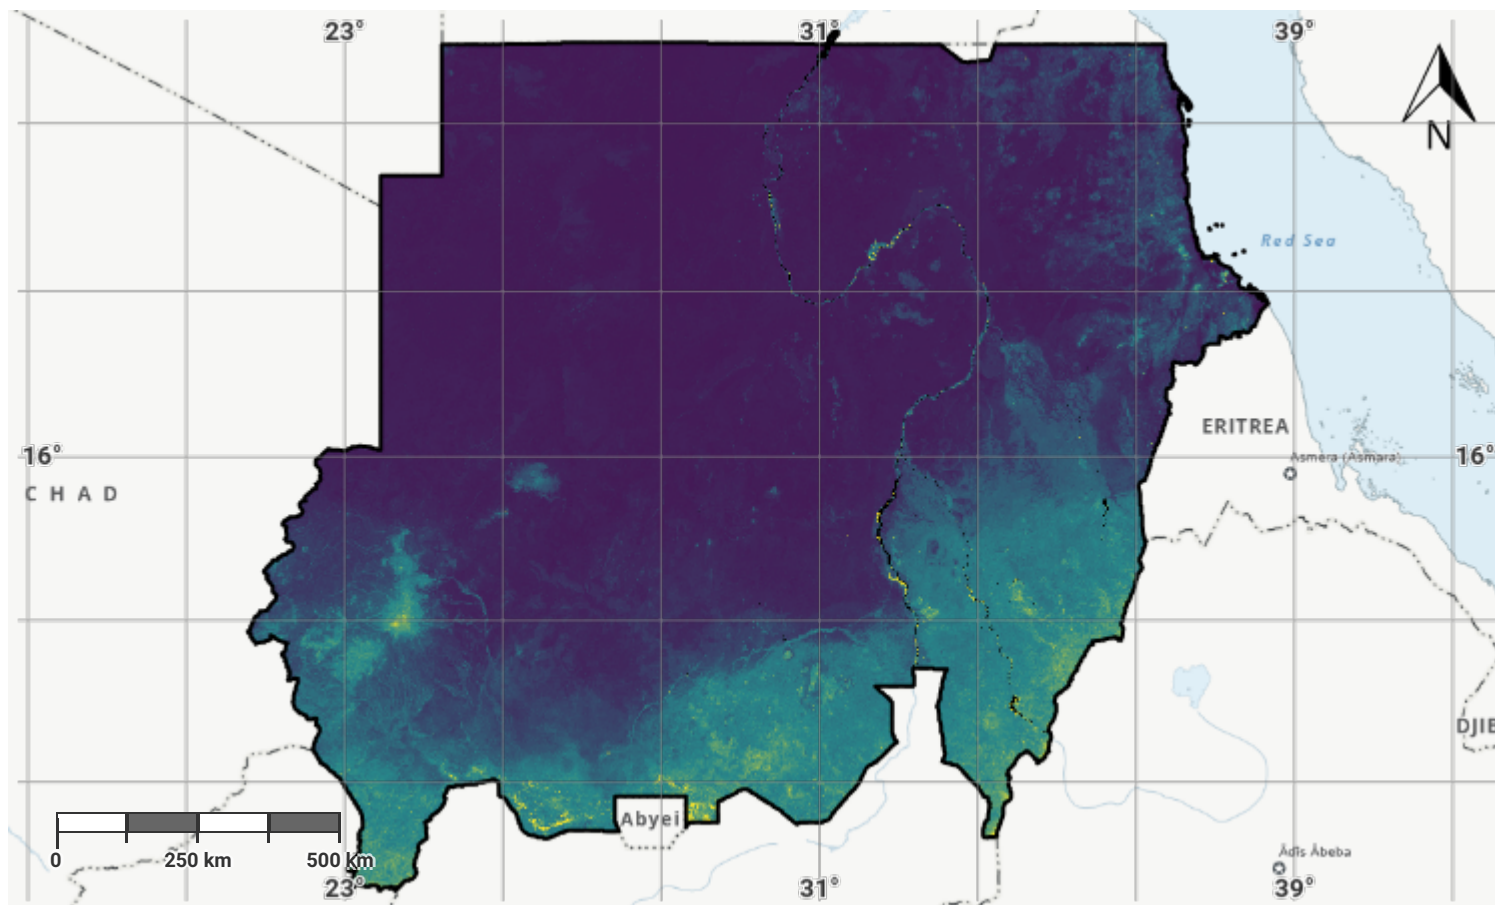 23° 31° 39°
N
Red Sea
ERITREA
16° Asmera (Asmara) 16°
C H A D
DJIB
Abyei
0 250 km 500 km
Ādīs Ābeba
23° 31° 39°